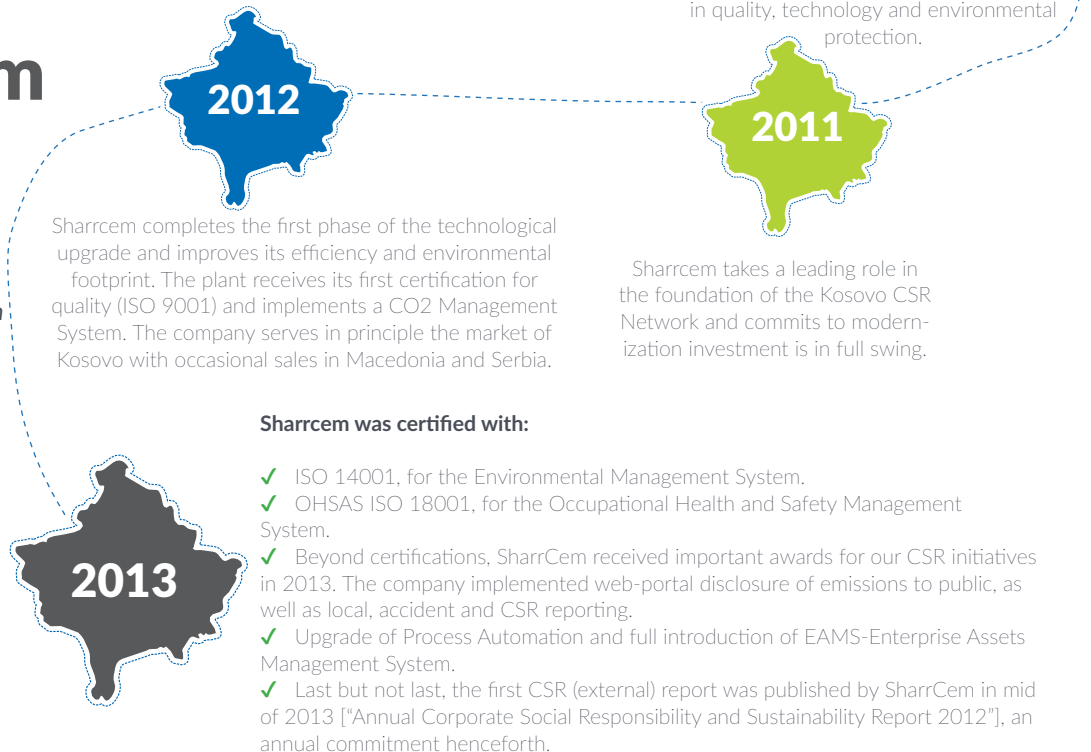 in quality, technology and environmental
protection.
m
2012
2011
Sharrcem completes the first phase of the technological
upgrade and improves its efficiency and environmental
footprint. The plant receives its first certification for
quality (ISO 9001) and implements a CO2 Management
System. The company serves in principle the market of
Kosovo with occasional sales in Macedonia and Serbia.
Sharrcem takes a leading role in
the foundation of the Kosovo CSR
Network and commits to modern-
ization investment is in full swing.
2013
Sharrcem was certified with:
✓ ISO 14001, for the Environmental Management System.
✓ OHSAS ISO 18001, for the Occupational Health and Safety Management
System.
✓ Beyond certifications, SharrCem received important awards for our CSR initiatives
in 2013. The company implemented web-portal disclosure of emissions to public, as
well as local, accident and CSR reporting.
✓ Upgrade of Process Automation and full introduction of EAMS-Enterprise Assets
Management System.
✓ Last but not last, the first CSR (external) report was published by SharrCem in mid
of 2013 [“Annual Corporate Social Responsibility and Sustainability Report 2012”], an
annual commitment henceforth.